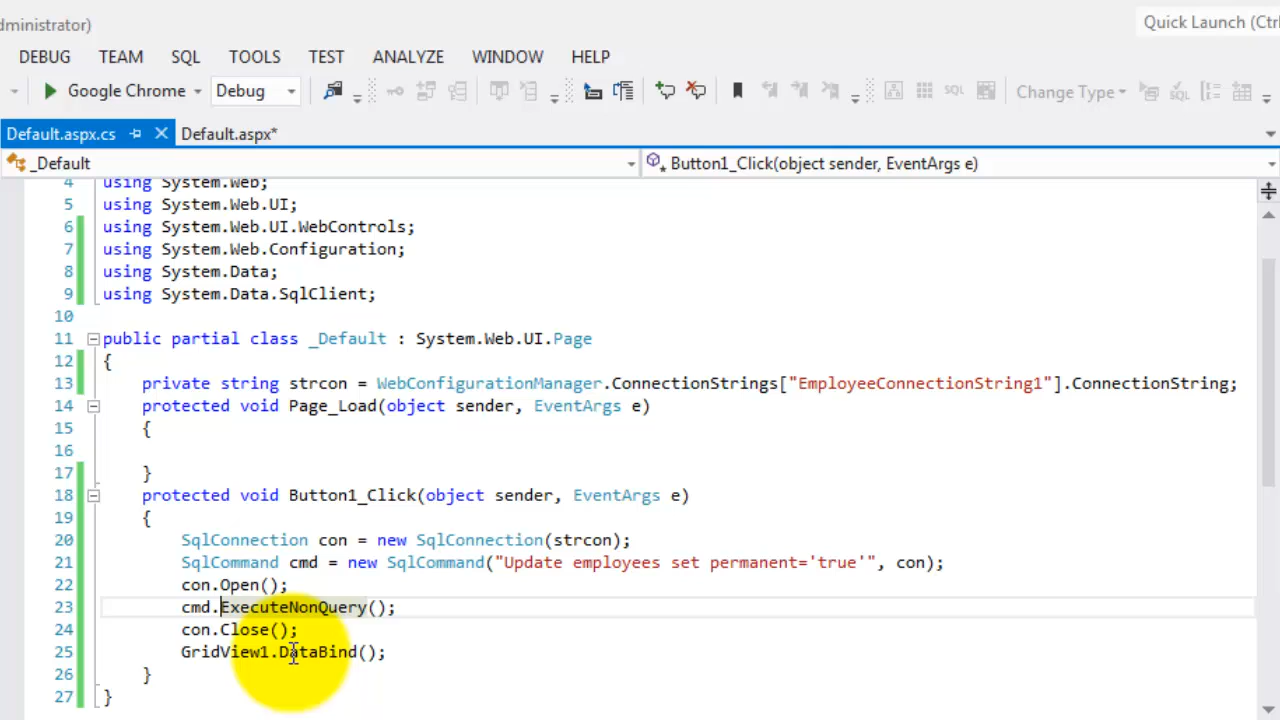 dministrator)
Quick Launch (Ctrl
DEBUG TEAM SQL TOOLS TEST ANALYZE WINDOW HELP
Google Chrome Debug SQL Change Type
Default.aspx.cs Default.aspx*
_Default Button1_Click(object sender, EventArgs e)
4 using System.Web;
5 using System.Web.UI;
6 using System.Web.UI.WebControls;
7 using System.Web.Configuration;
8 using System.Data;
9 using System.Data.SqlClient;
10
11 public partial class _Default : System.Web.UI.Page
12 {
13 private string strcon = WebConfigurationManager.ConnectionStrings["EmployeeConnectionString1"].ConnectionString;
14 protected void Page_Load(object sender, EventArgs e)
15 {
16
17 }
18 protected void Button1_Click(object sender, EventArgs e)
19 {
20 SqlConnection con = new SqlConnection(strcon);
21 SqlCommand cmd = new SqlCommand("Update employees set permanent='true'", con);
22 con.Open();
23 cmd.ExecuteNonQuery();
24 con.Close();
25 GridView1.DataBind();
26 }
27 }